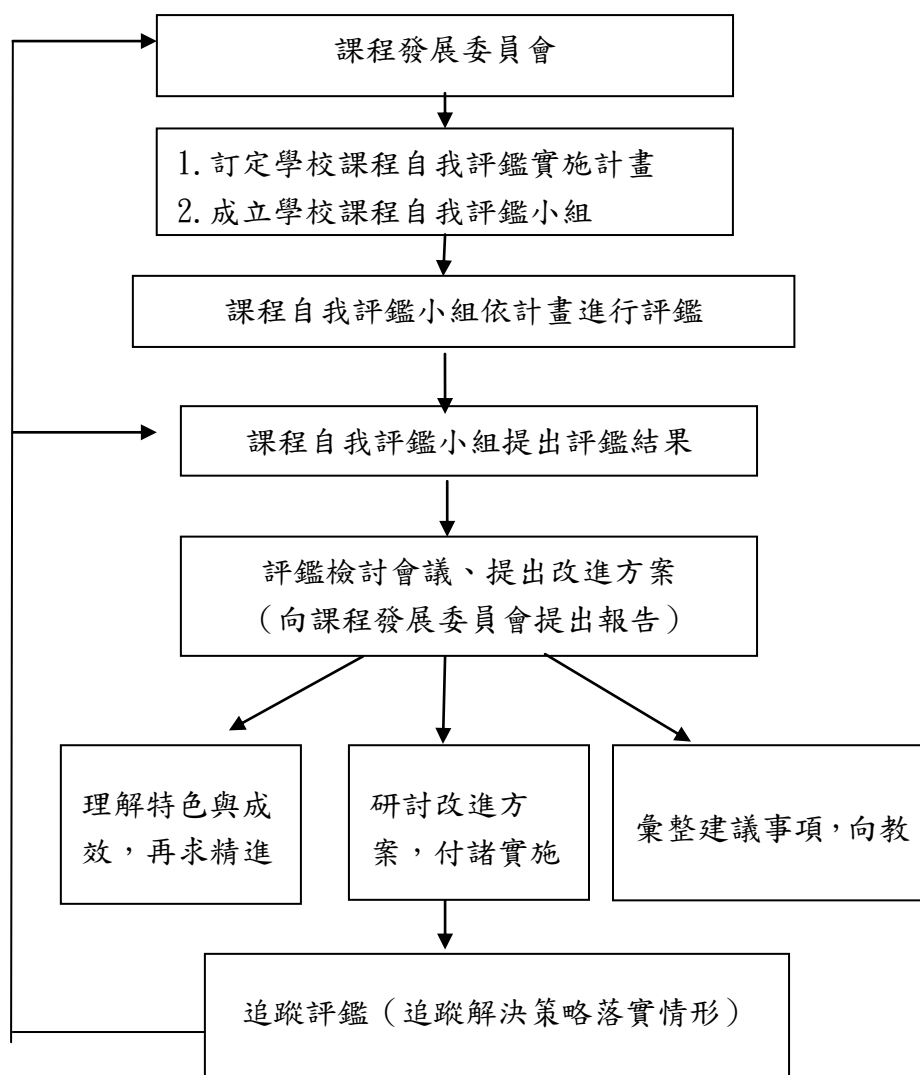 課程發展委員會
1.訂定學校課程自我評鑑實施計畫
2.成立學校課程自我評鑑小組
課程自我評鑑小組依計畫進行評鑑
課程自我評鑑小組提出評鑑結果
評鑑檢討會議、提出改進方案
（向課程發展委員會提出報告）
理解特色與成
效，再求精進
研討改進方
案，付諸實施
彙整建議事項，向教
追蹤評鑑（追蹤解決策略落實情形）